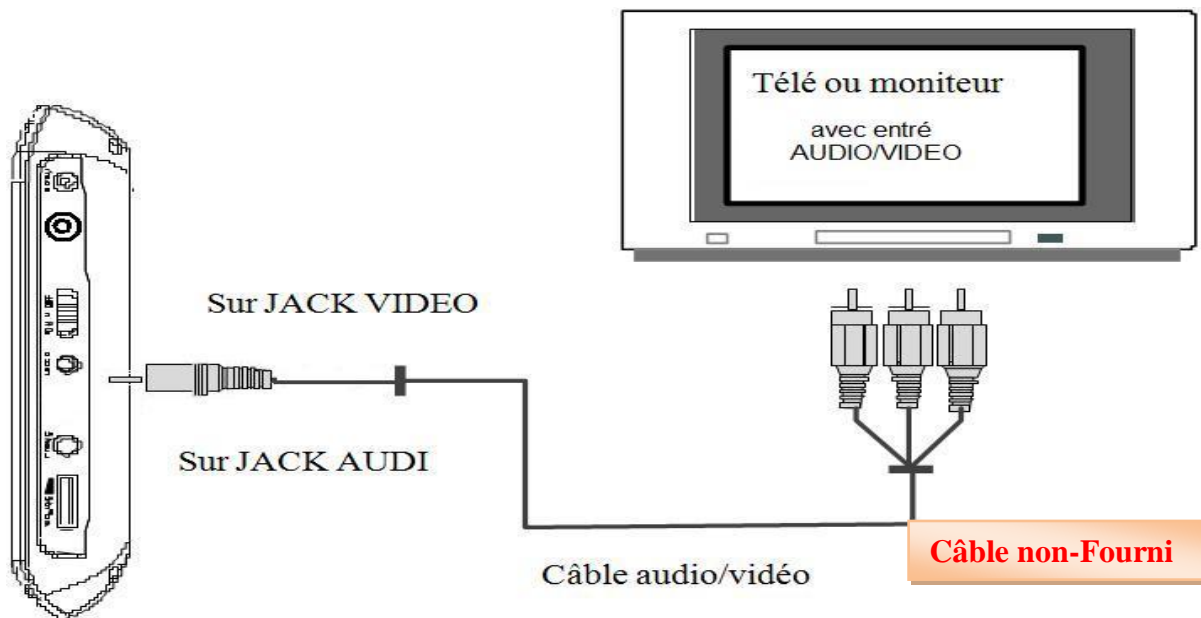 Télé ou moniteur
avec entré
AUDIO/VIDEO
Sur JACK VIDEO
Sur JACK AUDI
Câble audio/vidéo
Câble non-Fourni